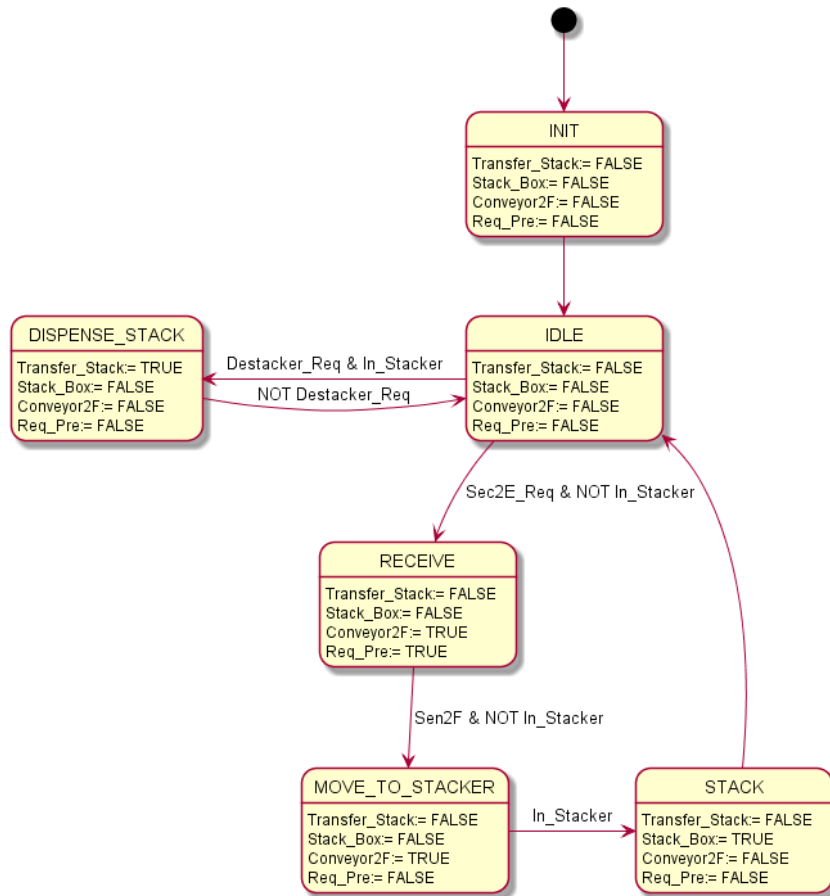 INIT
Transfer_Stack:= FALSE
Stack_Box:= FALSE
Conveyor2F:= FALSE
Req_Pre:= FALSE
DISPENSE_STACK
Transfer_Stack:= TRUE
Stack_Box:= FALSE
Conveyor2F:= FALSE
Req_Pre:= FALSE
Destacker_Req & In_Stacker
NOT Destacker_Req
IDLE
Transfer_Stack:= FALSE
Stack_Box:= FALSE
Conveyor2F:= FALSE
Req_Pre:= FALSE
Sec2E_Req & NOT In_Stacker
RECEIVE
Transfer_Stack:= FALSE
Stack_Box:= FALSE
Conveyor2F:= TRUE
Req_Pre:= TRUE
Sen2F & NOT In_Stacker
MOVE_TO_STACKER
Transfer_Stack:= FALSE
Stack_Box:= FALSE
Conveyor2F:= TRUE
Req_Pre:= FALSE
In_Stacker
STACK
Transfer_Stack:= FALSE
Stack_Box:= TRUE
Conveyor2F:= FALSE
Req_Pre:= FALSE